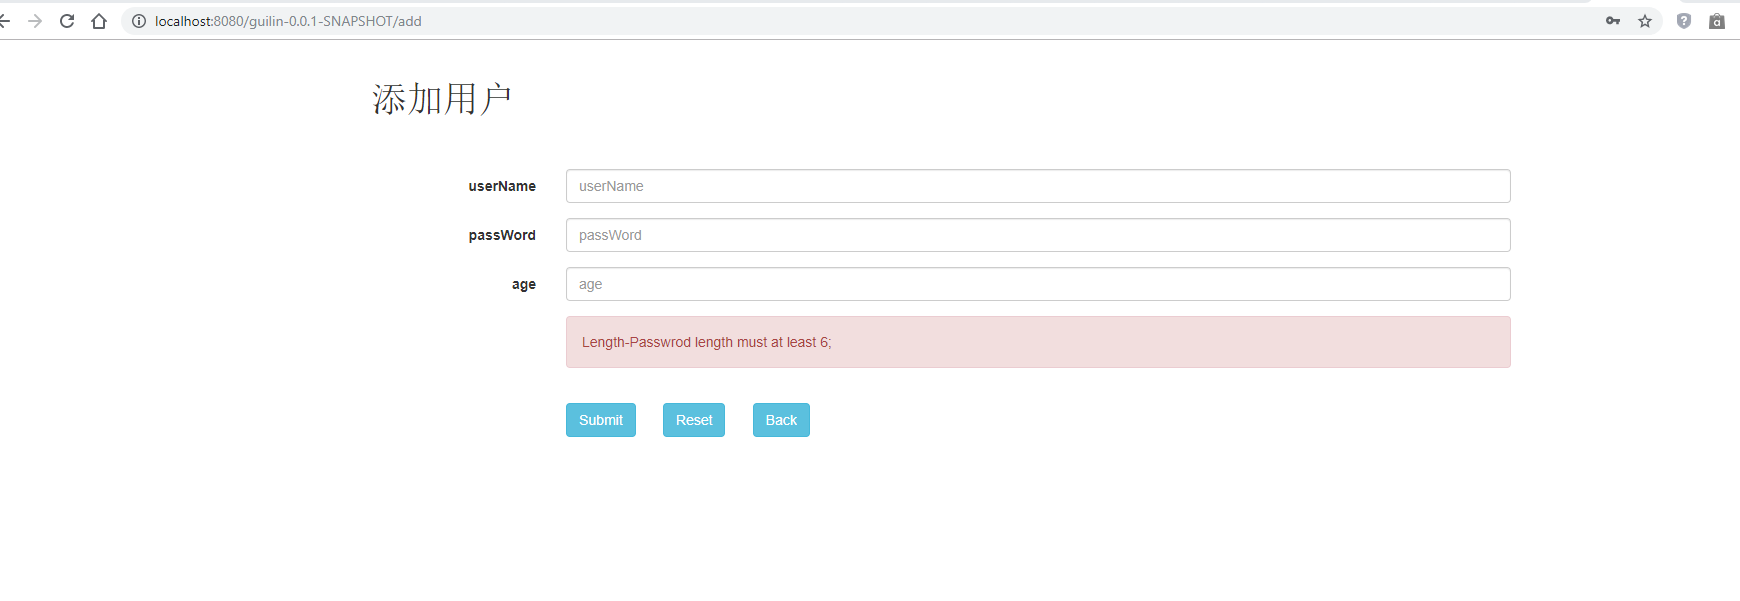 localhost:8080/guilin-0.0.1-SNAPSHOT/add
添加用户
userName userName
passWord passWord
age age
Length-Passwrod length must at least 6;
Submit Reset Back